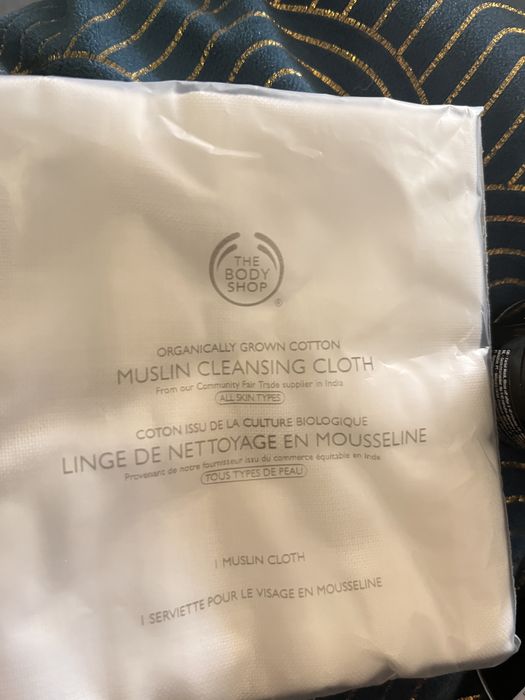 THE
BODY
SHOP
®
ORGANICALLY GROWN COTTON
MUSLIN CLEANSING CLOTH
From our Community Fair Trade supplier in India
ALL SKIN TYPES
COTON ISSU DE LA CULTURE BIOLOGIQUE
LINGE DE NETTOYAGE EN MOUSSELINE
Provenant de notre fournisseur issu du commerce équitable en Inde
TOUS TYPES DE PEAU
1 MUSLIN CLOTH
1 SERVIETTE POUR LE VISAGE EN MOUSSELINE